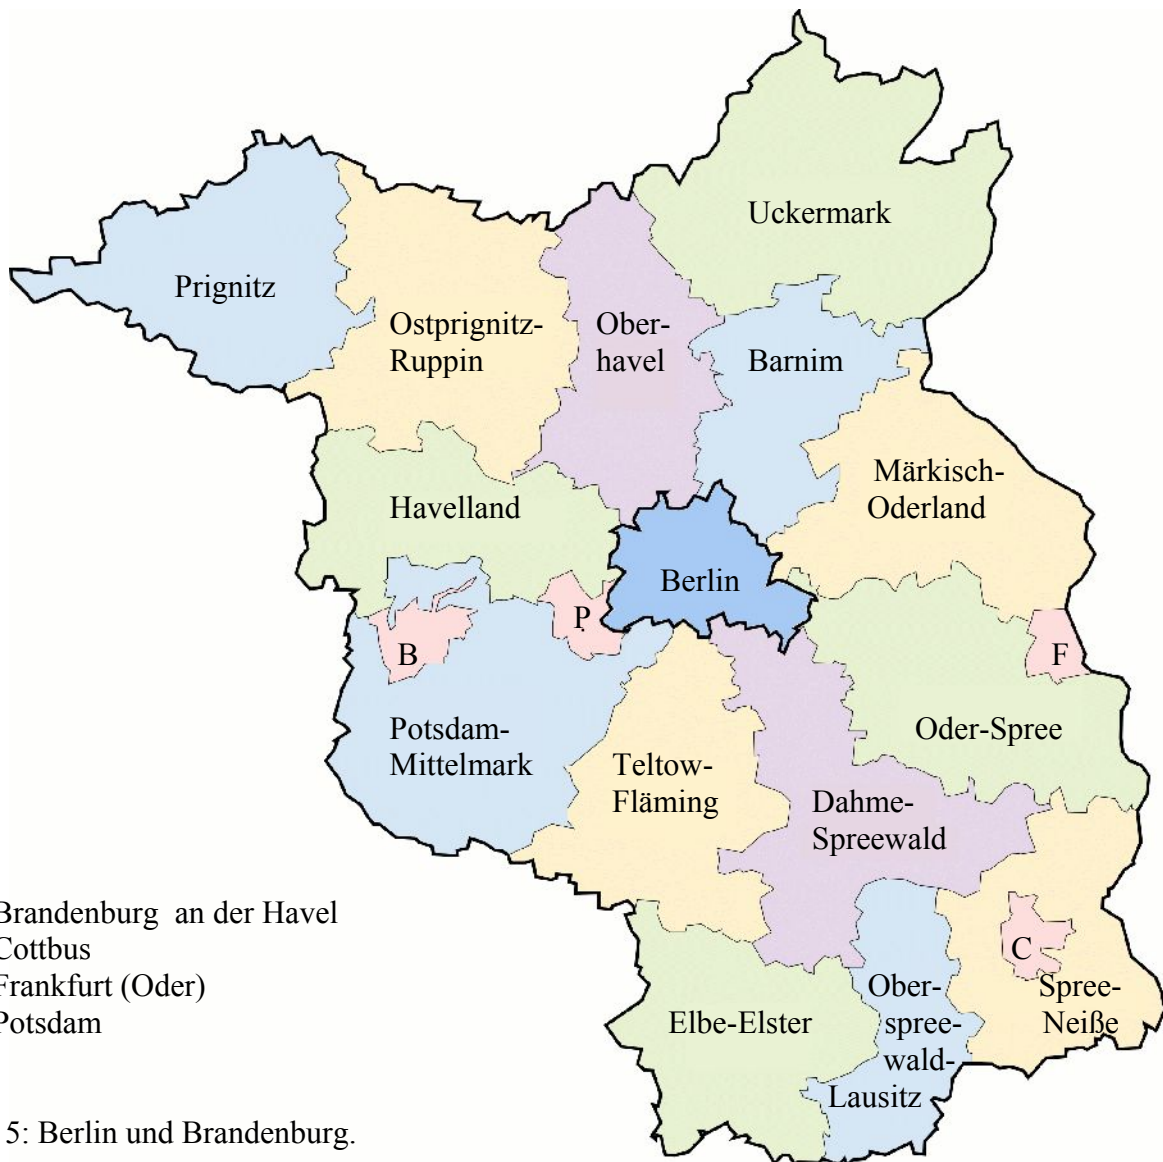 Uckermark
Prignitz
Ostprignitz-
Ruppin
Ober-
havel
Barnim
Märkisch-
Oderland
Havelland
Berlin
P
B
F
Potsdam-
Mittelmark
Teltow-
Fläming
Oder-Spree
Dahme-
Spreewald
Brandenburg an der Havel
Cottbus
Frankfurt (Oder)
Potsdam
C
Ober-
spree-
wald-
Lausitz
Spree-
Neiße
Elbe-Elster
5: Berlin und Brandenburg.